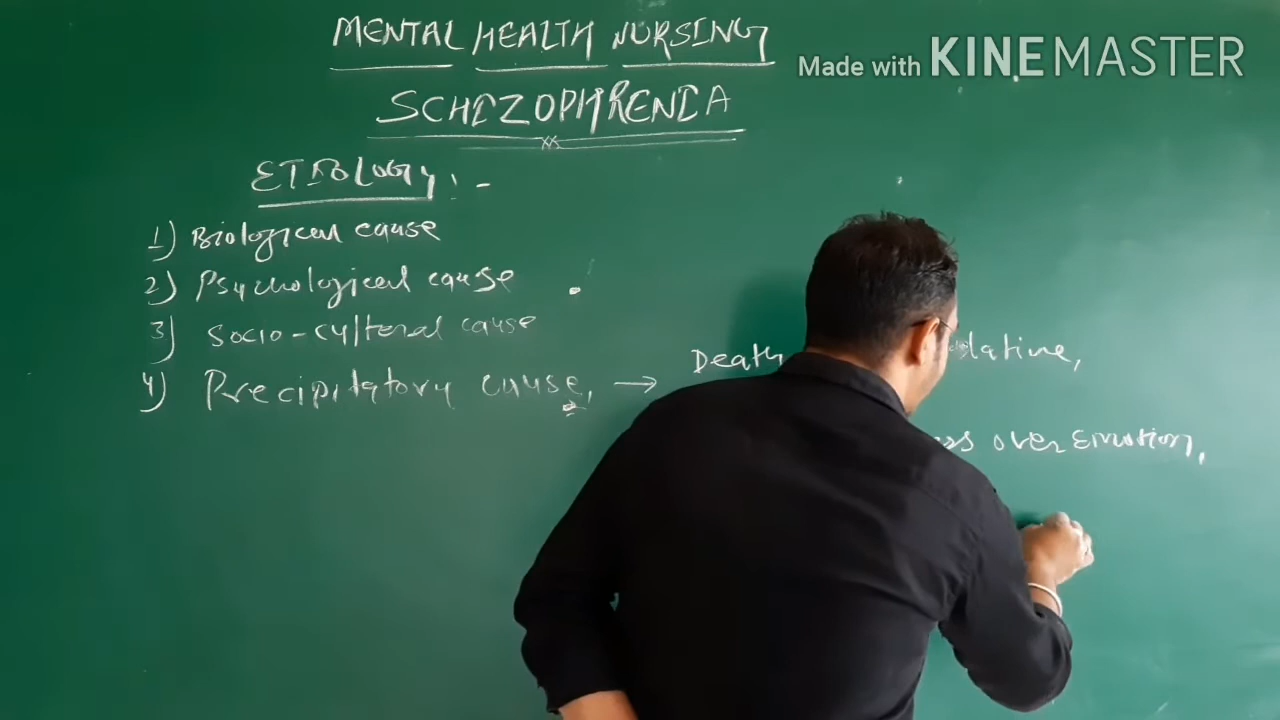 MENTAL HEALTH NURSING
Made with KINEMASTER
SCHIZOPHRENIA
ETIOLOGY :-
1) Biological cause
2) Psychological cause
3) Socio-cultural cause
4) Precipitatory cause, → Death
over Emotion,